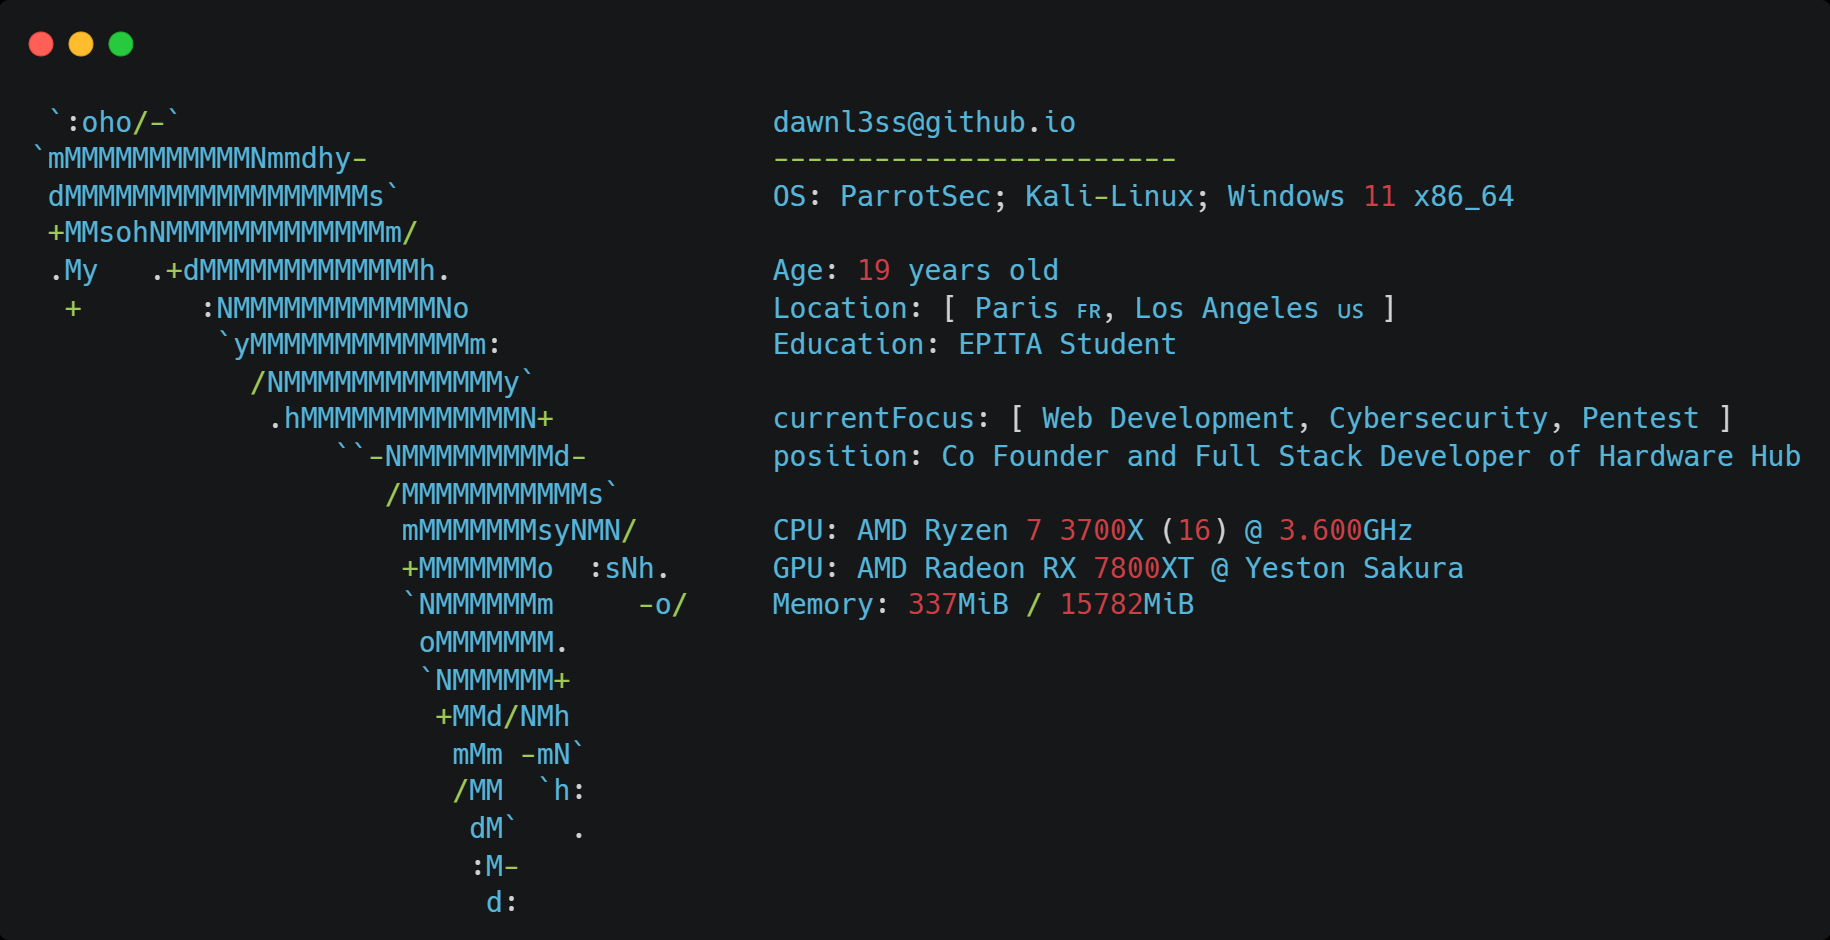 `:oho/-`                                   dawnl3ss@github.io
`mMMMMMMMMMMMNmmdhy-                        ------------------------
 dMMMMMMMMMMMMMMMMMMs`                      OS: ParrotSec; Kali-Linux; Windows 11 x86_64
 +MMsohNMMMMMMMMMMMMMm/
 .My   .+dMMMMMMMMMMMMMh.                   Age: 19 years old
  +       :NMMMMMMMMMMMMNo                  Location: [ Paris FR, Los Angeles US ]
           `yMMMMMMMMMMMMMm:                Education: EPITA Student
             /NMMMMMMMMMMMMMy`
              .hMMMMMMMMMMMMMN+             currentFocus: [ Web Development, Cybersecurity, Pentest ]
                  ``-NMMMMMMMMMd-           position: Co Founder and Full Stack Developer of Hardware Hub
                     /MMMMMMMMMMMs`
                      mMMMMMMMsyNMN/        CPU: AMD Ryzen 7 3700X (16) @ 3.600GHz
                      +MMMMMMMo  :sNh.      GPU: AMD Radeon RX 7800XT @ Yeston Sakura
                      `NMMMMMMm     -o/     Memory: 337MiB / 15782MiB
                       oMMMMMMM.
                       `NMMMMMM+
                        +MMd/NMh
                         mMm -mN`
                         /MM  `h:
                          dM`   .
                          :M-
                           d: